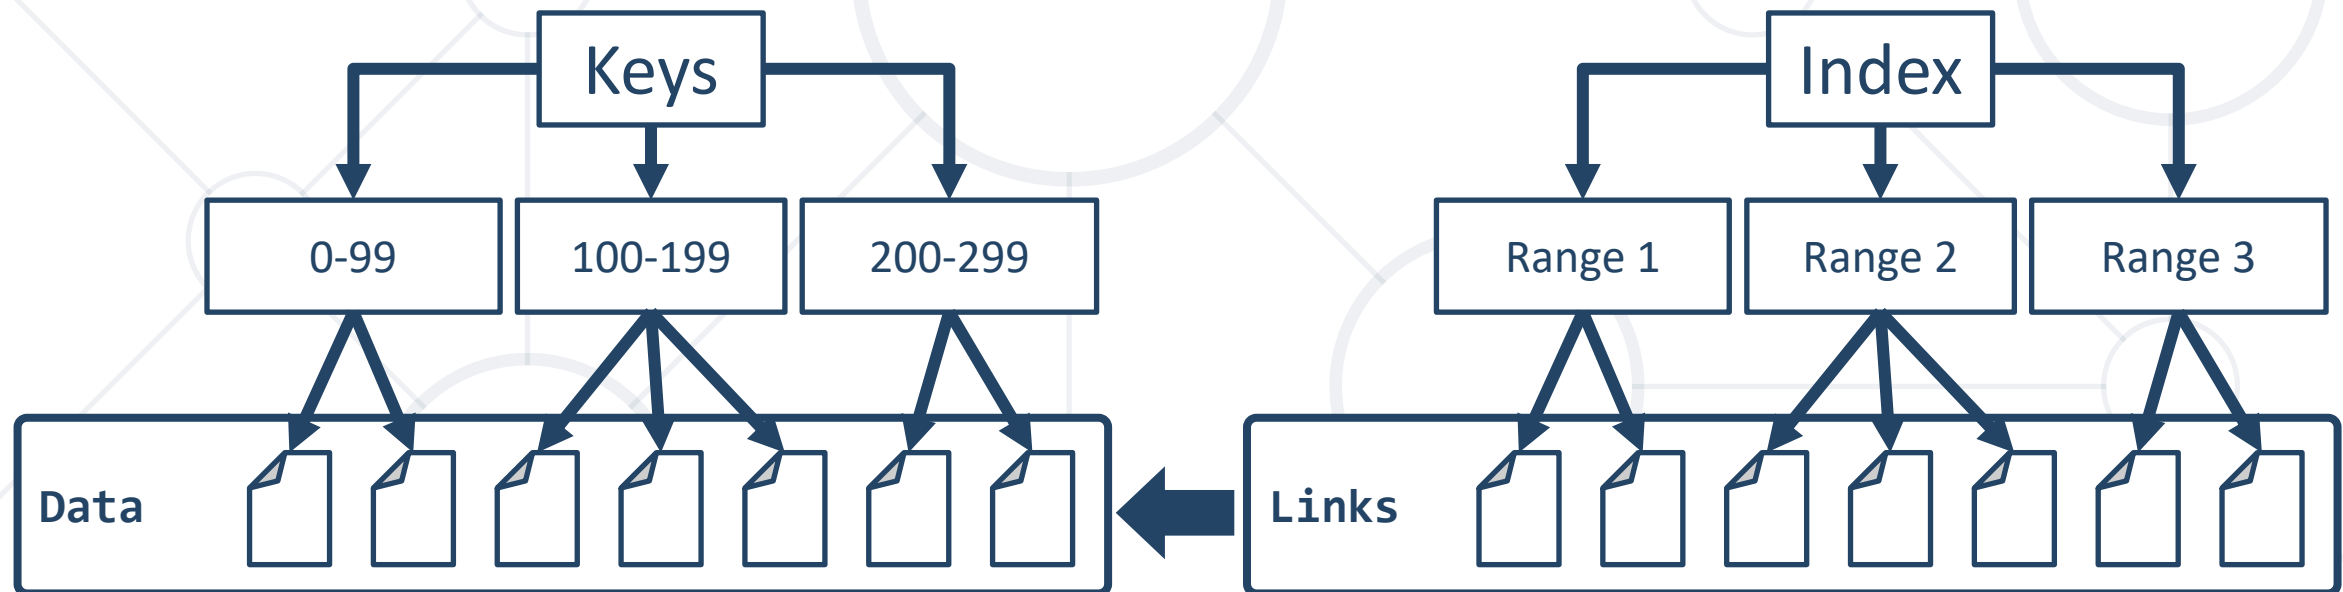 Keys
0-99
100-199
200-299
Data
Index
Range 1
Range 2
Range 3
Links